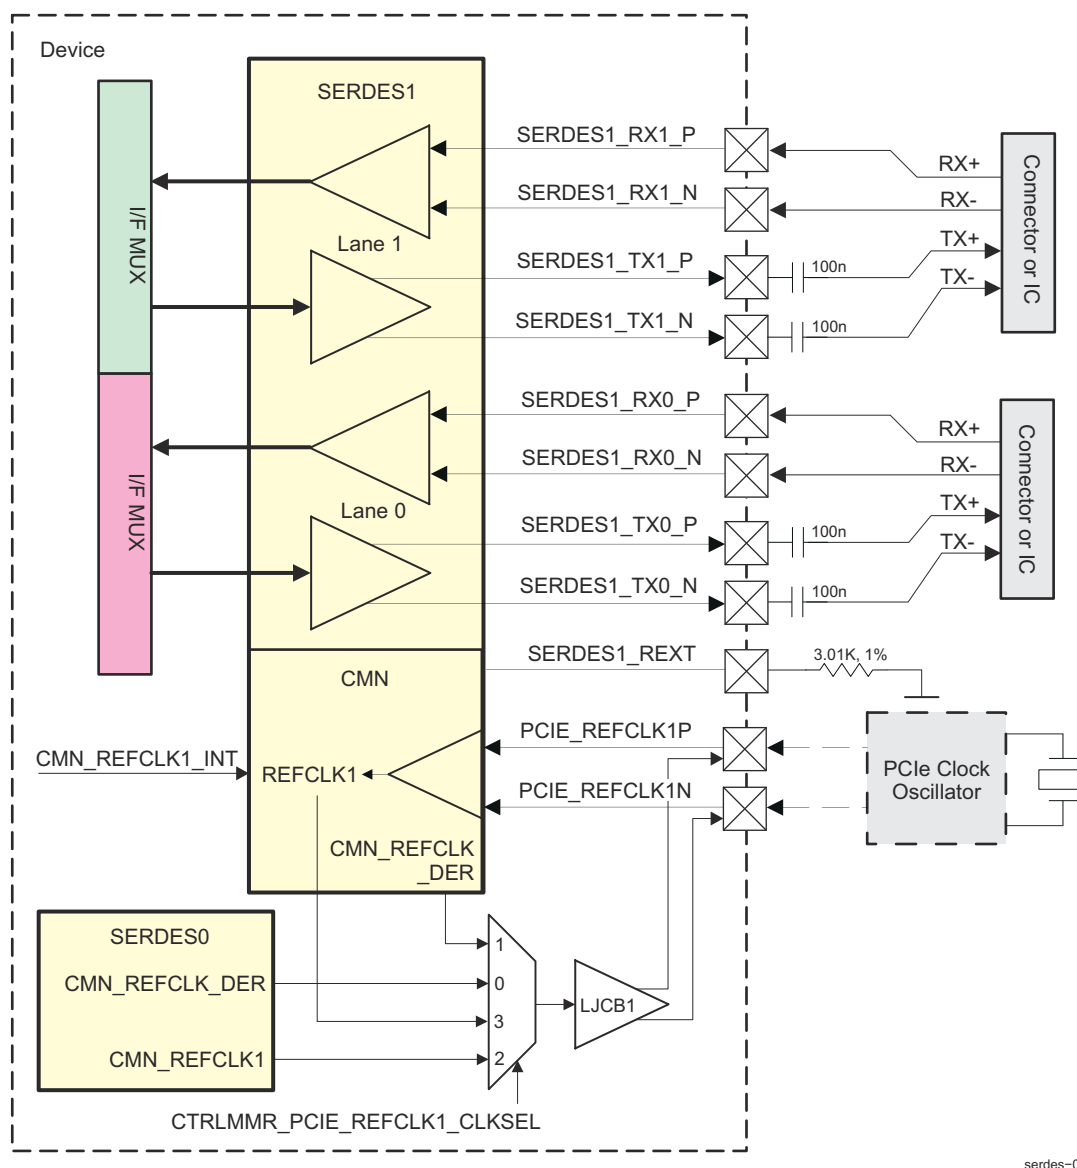 Device
SERDES1
I/F MUX
I/F MUX
Lane 1
Lane 0
SERDES1_RX1_P
SERDES1_RX1_N
SERDES1_TX1_P
SERDES1_TX1_N
RX+
RX-
TX+
TX-
100n
100n
Connector or IC
SERDES1_RX0_P
SERDES1_RX0_N
SERDES1_TX0_P
SERDES1_TX0_N
RX+
RX-
TX+
TX-
100n
100n
Connector or IC
SERDES1_REXT
3.01K, 1%
CMN
CMN_REFCLK1_INT
REFCLK1
PCIE_REFCLK1P
PCIE_REFCLK1N
PCIe Clock
Oscillator
CMN_REFCLK
_DER
SERDES0
CMN_REFCLK_DER
CMN_REFCLK1
1
0
3
2
LJCB1
CTRLMMR_PCIE_REFCLK1_CLKSEL